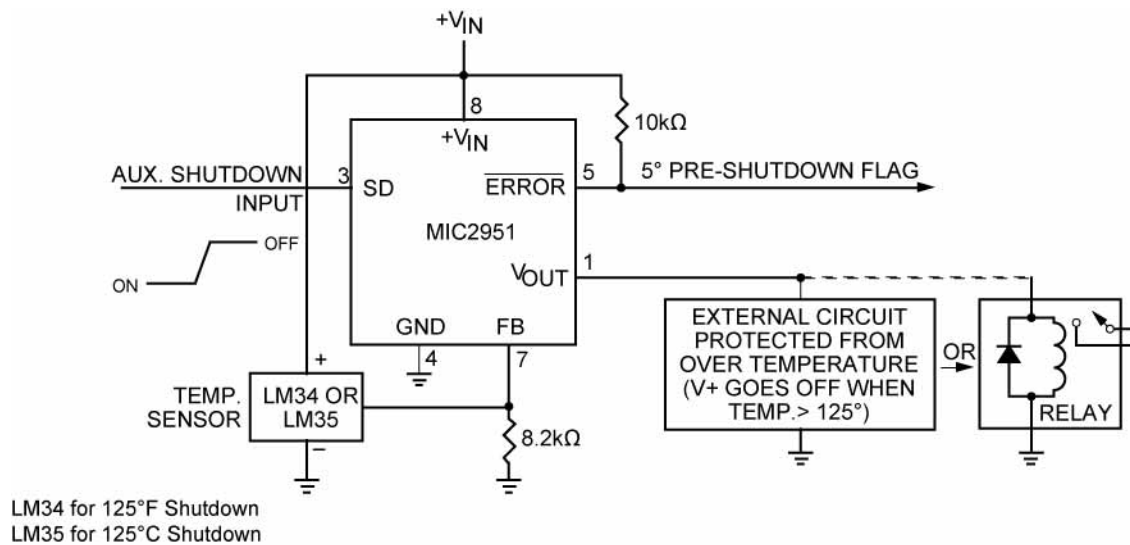 +VIN
8
+VIN
10kΩ
AUX. SHUTDOWN
INPUT
3
SD
ERROR
5
5° PRE-SHUTDOWN FLAG
MIC2951
OFF
ON
VOUT
1
GND
FB
4
7
EXTERNAL CIRCUIT
PROTECTED FROM
OVER TEMPERATURE
(V+ GOES OFF WHEN
TEMP.> 125°)
OR
RELAY
+
TEMP.
SENSOR
LM34 OR
LM35
–
8.2kΩ
LM34 for 125°F Shutdown
LM35 for 125°C Shutdown